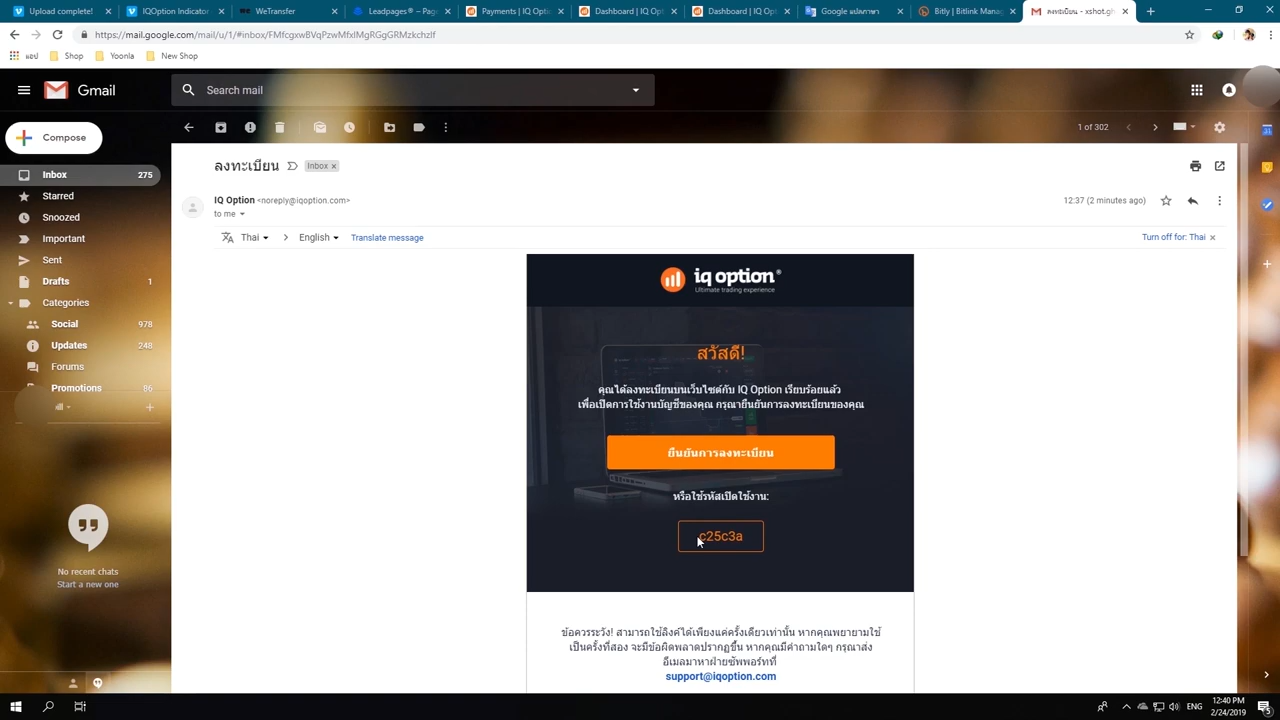 Upload complete!
IQOption Indicator
WeTransfer
Leadpages® – Page
Payments | IQ Optio
Dashboard | IQ Opt
Dashboard | IQ Opt
Google แปลภาษา
Bitly | Bitlink Mana
ลงทะเบียน - xshot.gh
https://mail.google.com/mail/u/1/#inbox/FMfcgxwBVqPzwMfxlMgRGgGRMzkchzlf
แอป
Shop
Yoonla
New Shop
Gmail
Search mail
Compose
1 of 302
Inbox 275
Starred
Snoozed
Important
Sent
Drafts 1
Categories
Social 978
Updates 248
Forums
Promotions 86
No recent chats
Start a new one
ลงทะเบียน
Inbox x
IQ Option <noreply@iqoption.com>
12:37 (2 minutes ago)
to me
Thai > English Translate message
Turn off for: Thai x
iq option®
Ultimate trading experience
สวัสดี!
คุณได้ลงทะเบียนบนเว็บไซต์กับ IQ Option เรียบร้อยแล้ว
เพื่อเปิดการใช้งานบัญชีของคุณ กรุณายืนยันการลงทะเบียนของคุณ
ยืนยันการลงทะเบียน
หรือใช้รหัสเปิดใช้งาน:
c25c3a
ข้อควรระวัง! สามารถใช้ลิงค์ได้เพียงแค่ครั้งเดียวเท่านั้น หากคุณพยายามใช้
เป็นครั้งที่สอง จะมีข้อผิดพลาดปรากฏขึ้น หากคุณมีคำถามใดๆ กรุณาส่ง
อีเมลมาหาฝ่ายซัพพอร์ทที่
support@iqoption.com
ENG
12:40 PM
2/24/2019
5